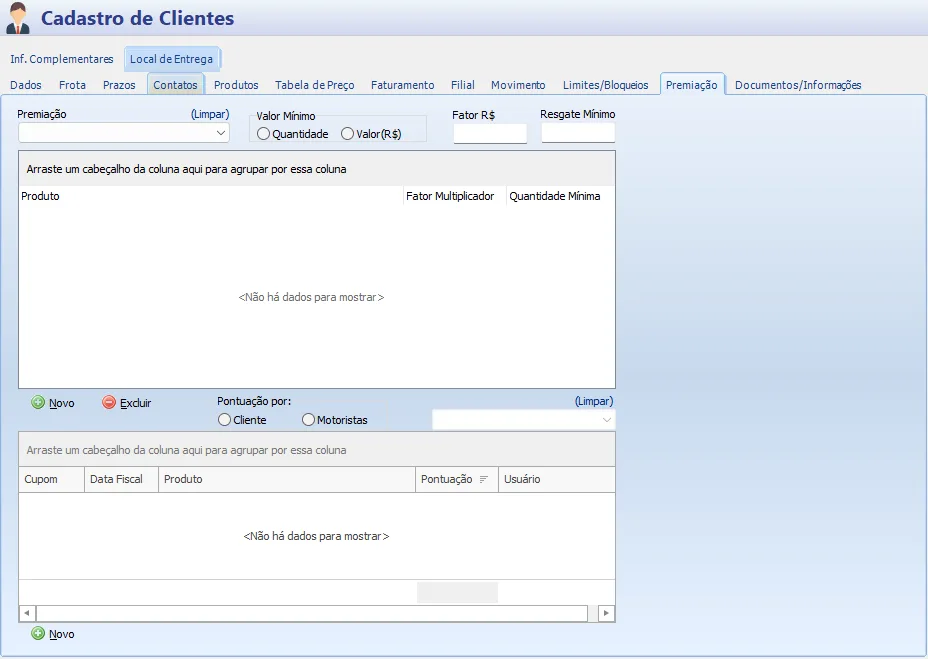 Cadastro de Clientes
Inf. Complementares Local de Entrega
Dados Frota Prazos Contatos Produtos Tabela de Preço Faturamento Filial Movimento Limites/Bloqueios Premiação Documentos/Informações
Premiação (Limpar) Valor Mínimo Fator R$ Resgate Mínimo
Quantidade Valor(R$)
Arraste um cabeçalho da coluna aqui para agrupar por essa coluna
Produto Fator Multiplicador Quantidade Mínima
<Não há dados para mostrar>
Novo Excluir Pontuação por: (Limpar)
Cliente Motoristas
Arraste um cabeçalho da coluna aqui para agrupar por essa coluna
Cupom Data Fiscal Produto Pontuação Usuário
<Não há dados para mostrar>
Novo